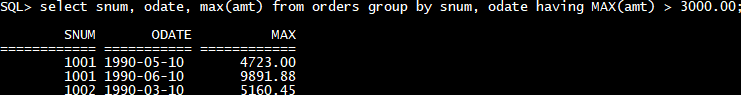 SQL> select snum, odate, max(amt) from orders group by snum, odate having MAX(amt) > 3000.00;
SNUM ODATE MAX
============ =========== ============
1001 1990-05-10 4723.00
1001 1990-06-10 9891.88
1002 1990-03-10 5160.45